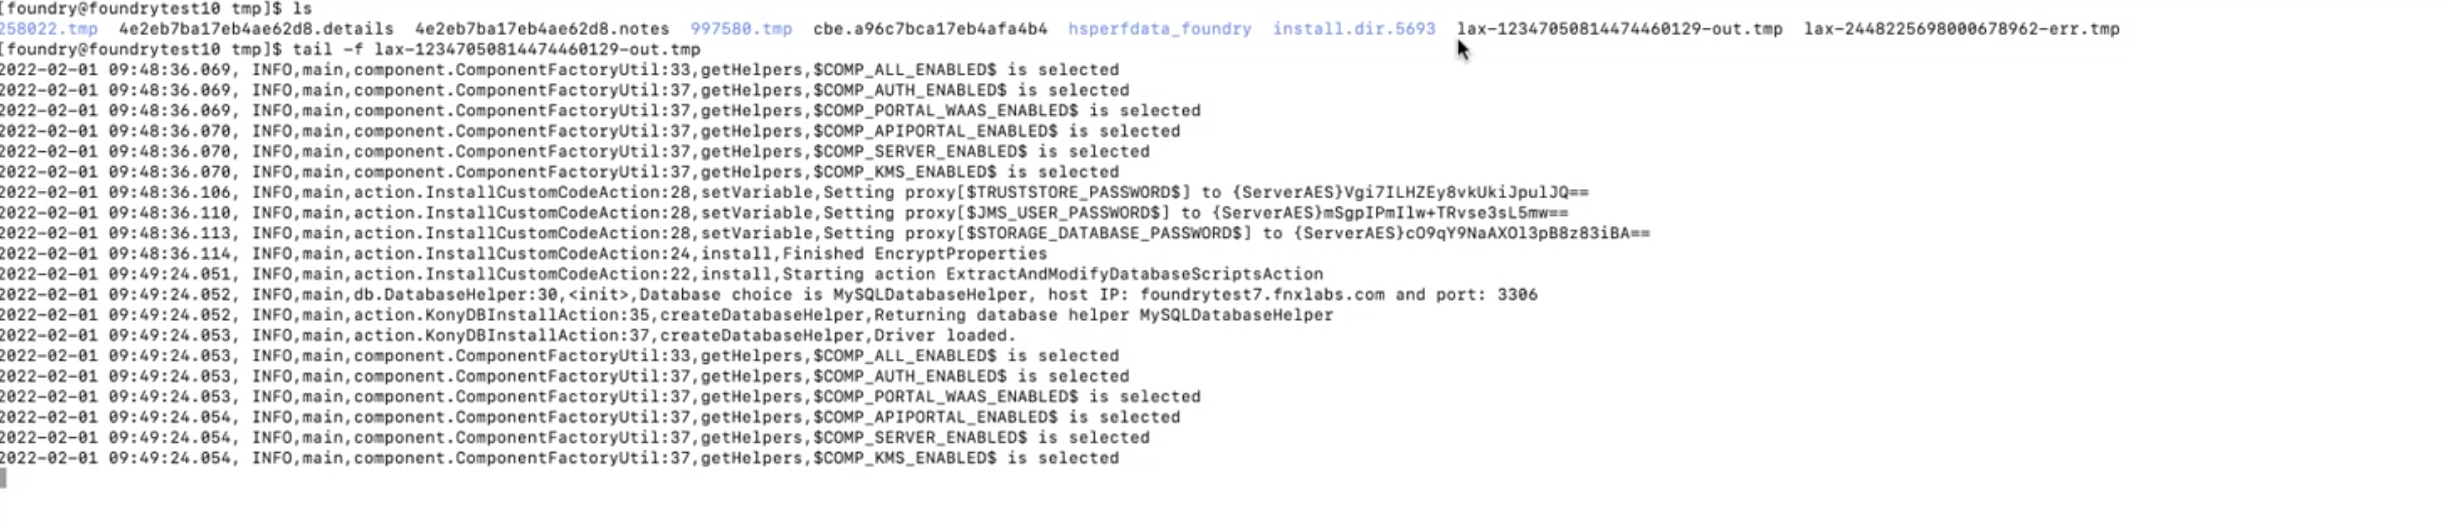 [foundry@foundrytest10 tmp]$ ls
258022.tmp 4e2eb7ba17eb4ae62d8.details 4e2eb7ba17eb4ae62d8.notes 997580.tmp cbe.a96c7bca17eb4afa4b4 hsperfdata_foundry install.dir.5693 lax-12347050814474460129-out.tmp lax-2448225698000678962-err.tmp
[foundry@foundrytest10 tmp]$ tail -f lax-12347050814474460129-out.tmp
2022-02-01 09:48:36.069, INFO,main,component.ComponentFactoryUtil:33,getHelpers,$COMP_ALL_ENABLED$ is selected
2022-02-01 09:48:36.069, INFO,main,component.ComponentFactoryUtil:37,getHelpers,$COMP_AUTH_ENABLED$ is selected
2022-02-01 09:48:36.069, INFO,main,component.ComponentFactoryUtil:37,getHelpers,$COMP_PORTAL_WAAS_ENABLED$ is selected
2022-02-01 09:48:36.070, INFO,main,component.ComponentFactoryUtil:37,getHelpers,$COMP_APIPORTAL_ENABLED$ is selected
2022-02-01 09:48:36.070, INFO,main,component.ComponentFactoryUtil:37,getHelpers,$COMP_SERVER_ENABLED$ is selected
2022-02-01 09:48:36.070, INFO,main,component.ComponentFactoryUtil:37,getHelpers,$COMP_KMS_ENABLED$ is selected
2022-02-01 09:48:36.106, INFO,main,action.InstallCustomCodeAction:28,setVariable,Setting proxy[$TRUSTSTORE_PASSWORD$] to {ServerAES}Vgi7ILHZEy8vkUkiJpulJQ==
2022-02-01 09:48:36.110, INFO,main,action.InstallCustomCodeAction:28,setVariable,Setting proxy[$JMS_USER_PASSWORD$] to {ServerAES}mSgpIPmIlw+TRvse3sL5mw==
2022-02-01 09:48:36.113, INFO,main,action.InstallCustomCodeAction:28,setVariable,Setting proxy[$STORAGE_DATABASE_PASSWORD$] to {ServerAES}cO9qY9NaAXOl3pB8z83iBA==
2022-02-01 09:48:36.114, INFO,main,action.InstallCustomCodeAction:24,install,Finished EncryptProperties
2022-02-01 09:49:24.051, INFO,main,action.InstallCustomCodeAction:22,install,Starting action ExtractAndModifyDatabaseScriptsAction
2022-02-01 09:49:24.052, INFO,main,db.DatabaseHelper:30,<init>,Database choice is MySQLDatabaseHelper, host IP: foundrytest7.fnxlabs.com and port: 3306
2022-02-01 09:49:24.052, INFO,main,action.KonyDBInstallAction:35,createDatabaseHelper,Returning database helper MySQLDatabaseHelper
2022-02-01 09:49:24.053, INFO,main,action.KonyDBInstallAction:37,createDatabaseHelper,Driver loaded.
2022-02-01 09:49:24.053, INFO,main,component.ComponentFactoryUtil:33,getHelpers,$COMP_ALL_ENABLED$ is selected
2022-02-01 09:49:24.053, INFO,main,component.ComponentFactoryUtil:37,getHelpers,$COMP_AUTH_ENABLED$ is selected
2022-02-01 09:49:24.053, INFO,main,component.ComponentFactoryUtil:37,getHelpers,$COMP_PORTAL_WAAS_ENABLED$ is selected
2022-02-01 09:49:24.054, INFO,main,component.ComponentFactoryUtil:37,getHelpers,$COMP_APIPORTAL_ENABLED$ is selected
2022-02-01 09:49:24.054, INFO,main,component.ComponentFactoryUtil:37,getHelpers,$COMP_SERVER_ENABLED$ is selected
2022-02-01 09:49:24.054, INFO,main,component.ComponentFactoryUtil:37,getHelpers,$COMP_KMS_ENABLED$ is selected